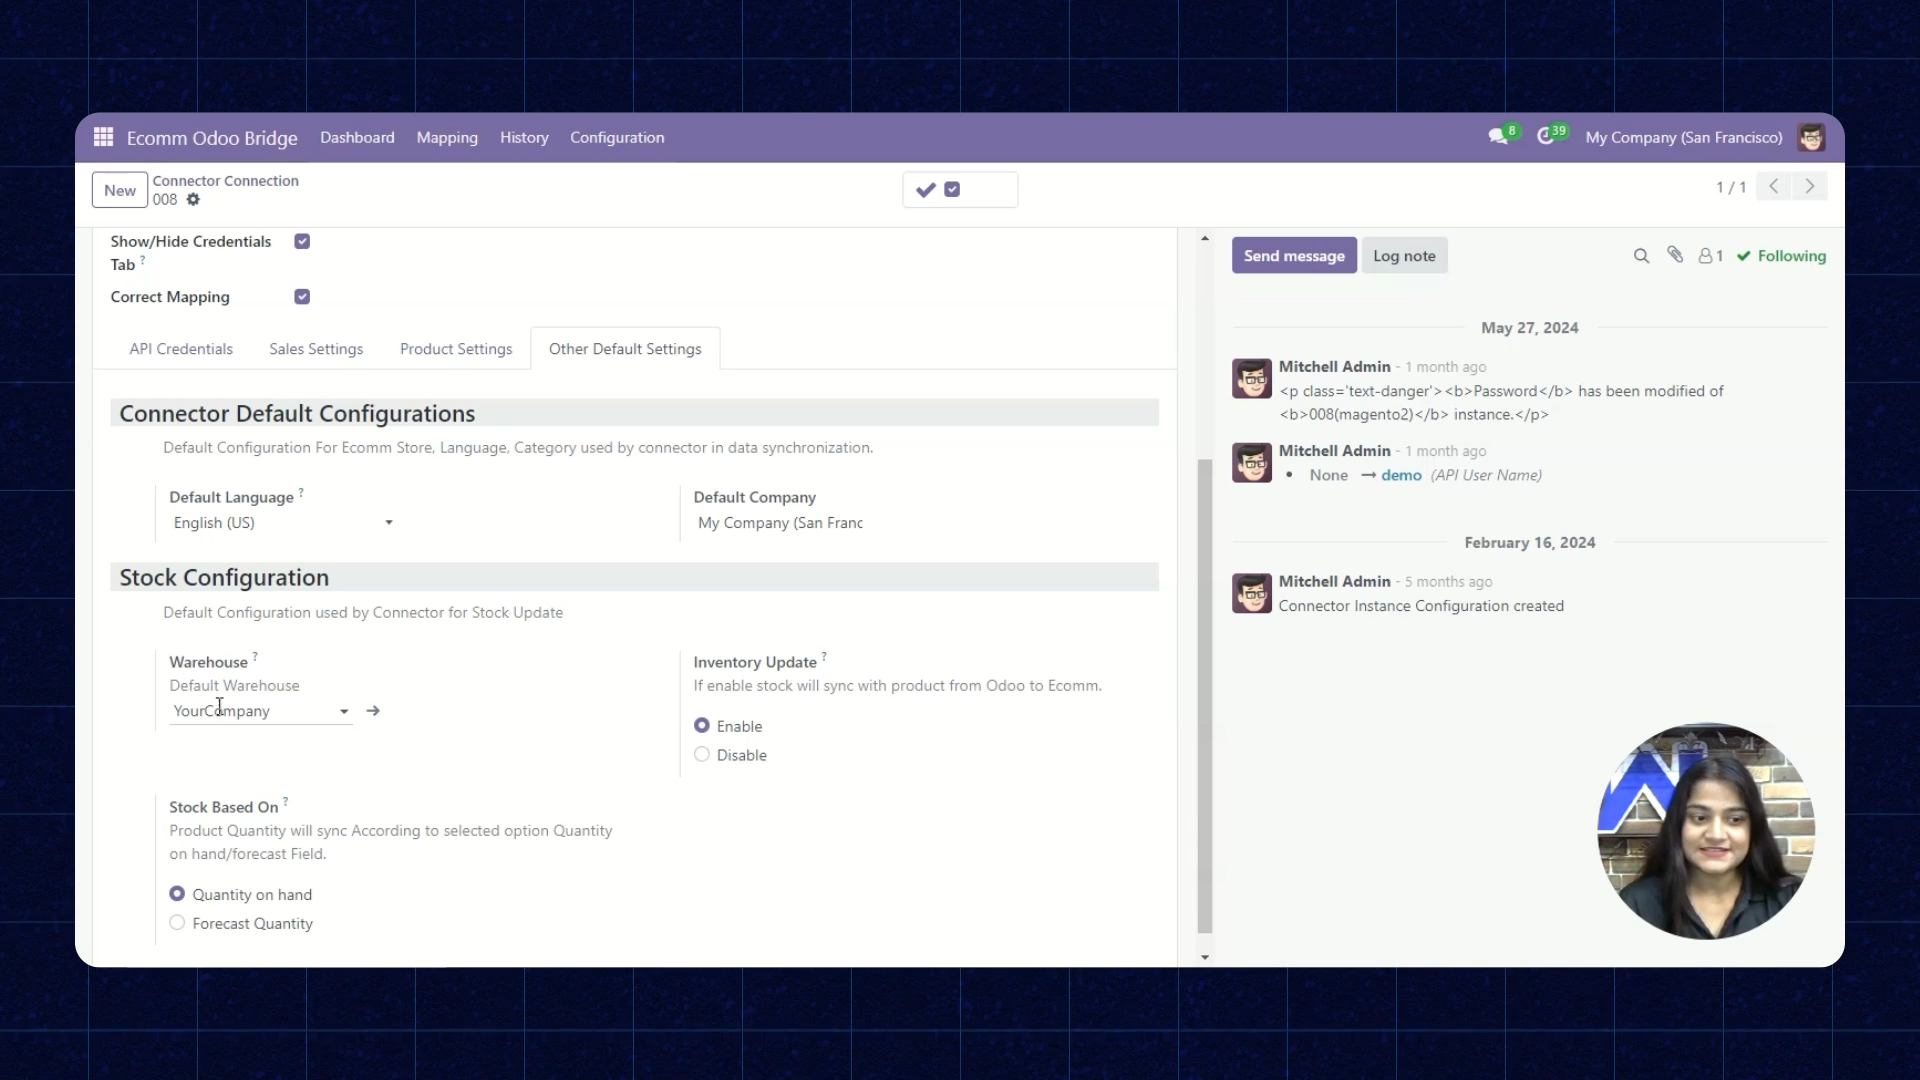 Ecomm Odoo Bridge Dashboard Mapping History Configuration 8 39 My Company (San Francisco)
New Connector Connection 1 / 1
008
Show/Hide Credentials
Tab ?
Correct Mapping
API Credentials Sales Settings Product Settings Other Default Settings
Connector Default Configurations
Default Configuration For Ecomm Store, Language, Category used by connector in data synchronization.
Default Language ? Default Company
English (US) My Company (San Franc
Stock Configuration
Default Configuration used by Connector for Stock Update
Warehouse ? Inventory Update ?
Default Warehouse If enable stock will sync with product from Odoo to Ecomm.
YourCompany
Enable
Disable
Stock Based On ?
Product Quantity will sync According to selected option Quantity
on hand/forecast Field.
Quantity on hand
Forecast Quantity
Send message Log note 1 Following
May 27, 2024
Mitchell Admin - 1 month ago
<p class='text-danger'><b>Password</b> has been modified of
<b>008(magento2)</b> instance.</p>
Mitchell Admin - 1 month ago
• None → demo (API User Name)
February 16, 2024
Mitchell Admin - 5 months ago
Connector Instance Configuration created